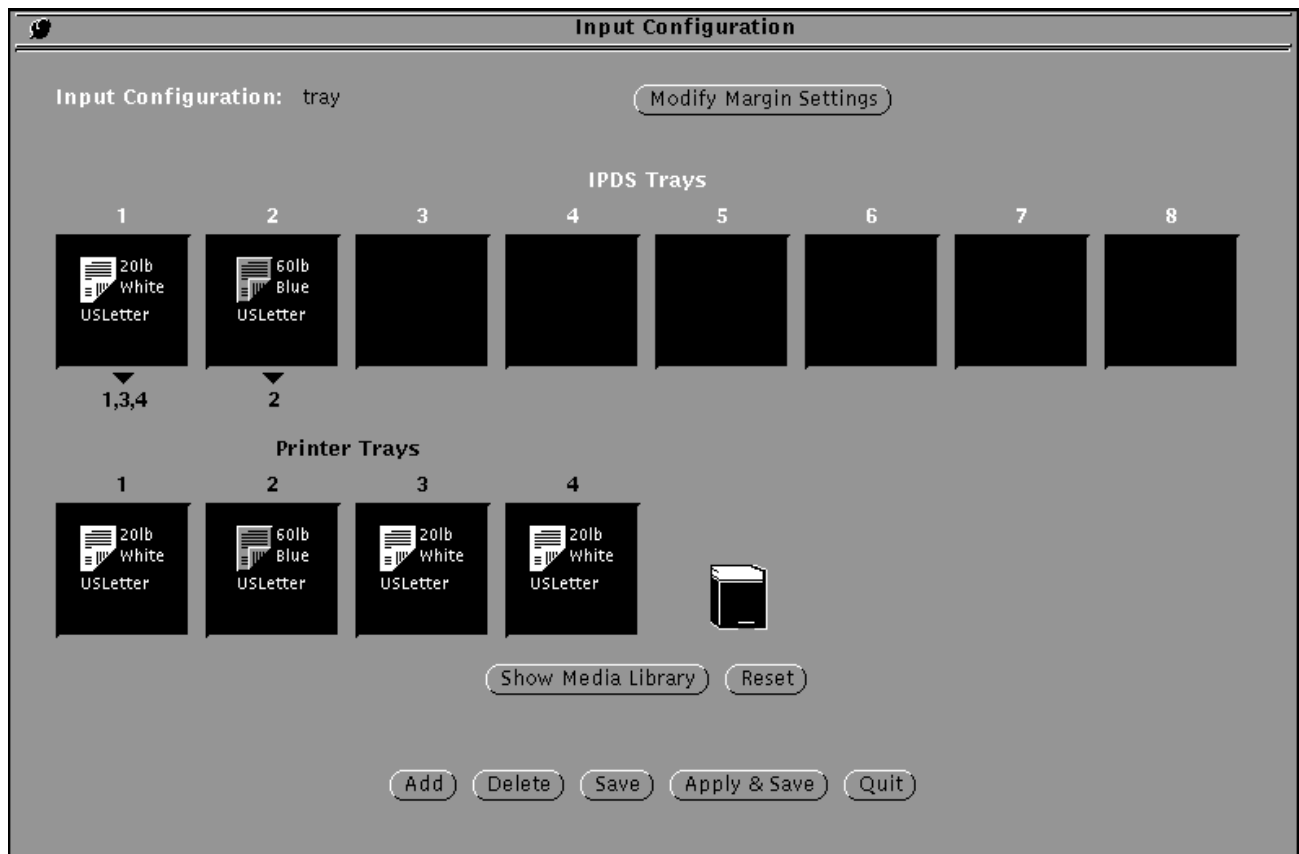 Input Configuration
Input Configuration: tray Modify Margin Settings
IPDS Trays
1 2 3 4 5 6 7 8
20lb 60lb
White Blue
USLetter USLetter
1,3,4 2
Printer Trays
1 2 3 4
20lb 60lb 20lb 20lb
White Blue White White
USLetter USLetter USLetter USLetter
Show Media Library Reset
Add Delete Save Apply & Save Quit